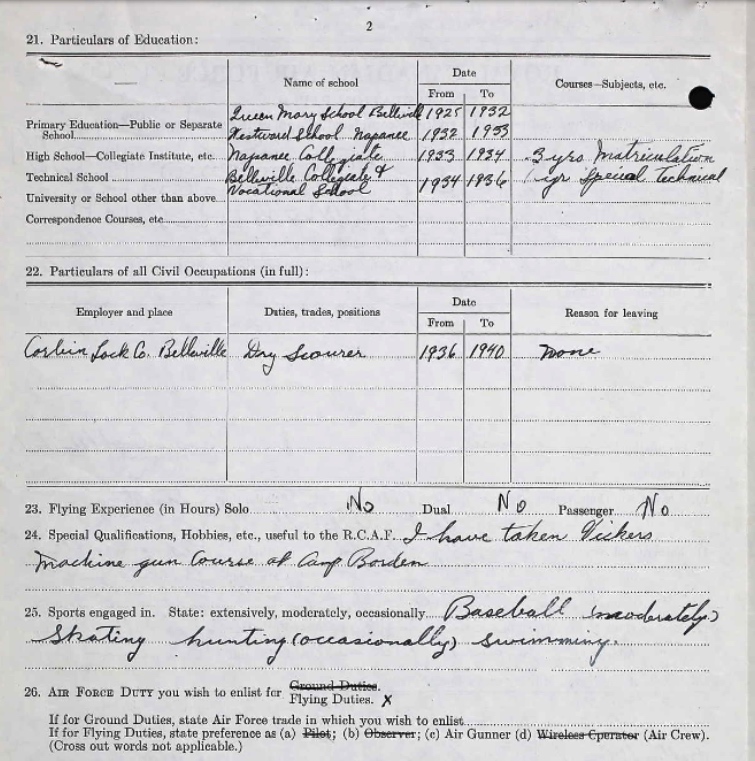 2
21. Particulars of Education:
Name of school
Date
From To
Courses—Subjects, etc.
Primary Education—Public or Separate School
Queen Mary School Belleville 1925 1932
Westward School Napanee 1932 1933
High School—Collegiate Institute, etc. Napanee Collegiate 1933 1934 3 yrs Matriculation
Technical School Belleville Collegiate & 1934 1936 1 yr Special Technical
Vocational School
University or School other than above
Correspondence Courses, etc.
22. Particulars of all Civil Occupations (in full):
Employer and place
Duties, trades, positions
Date
From To
Reason for leaving
Corbin Lock Co. Belleville Dry Scourer 1936 1940 none
23. Flying Experience (in Hours) Solo No Dual No Passenger No
24. Special Qualifications, Hobbies, etc., useful to the R.C.A.F. I have taken Vickers
Machine gun Course at Camp Borden
25. Sports engaged in. State: extensively, moderately, occasionally. Baseball (moderately)
Skating hunting (occasionally) swimming.
26. AIR FORCE DUTY you wish to enlist for Ground Duties.
Flying Duties. X
If for Ground Duties, state Air Force trade in which you wish to enlist
If for Flying Duties, state preference as (a) Pilot; (b) Observer; (c) Air Gunner (d) Wireless Operator (Air Crew).
(Cross out words not applicable.)